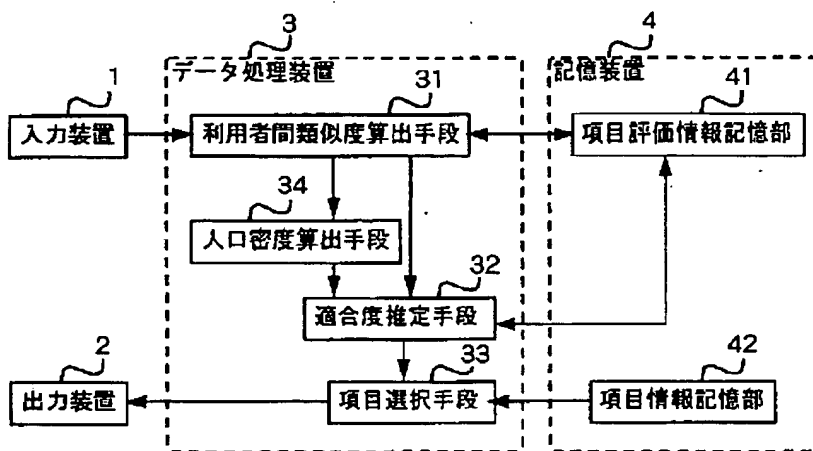 3
4
データ処理装置
記憶装置
1
31
41
入力装置
利用者間類似度算出手段
項目評価情報記憶部
34
人口密度算出手段
32
適合度推定手段
2
33
42
出力装置
項目選択手段
項目情報記憶部